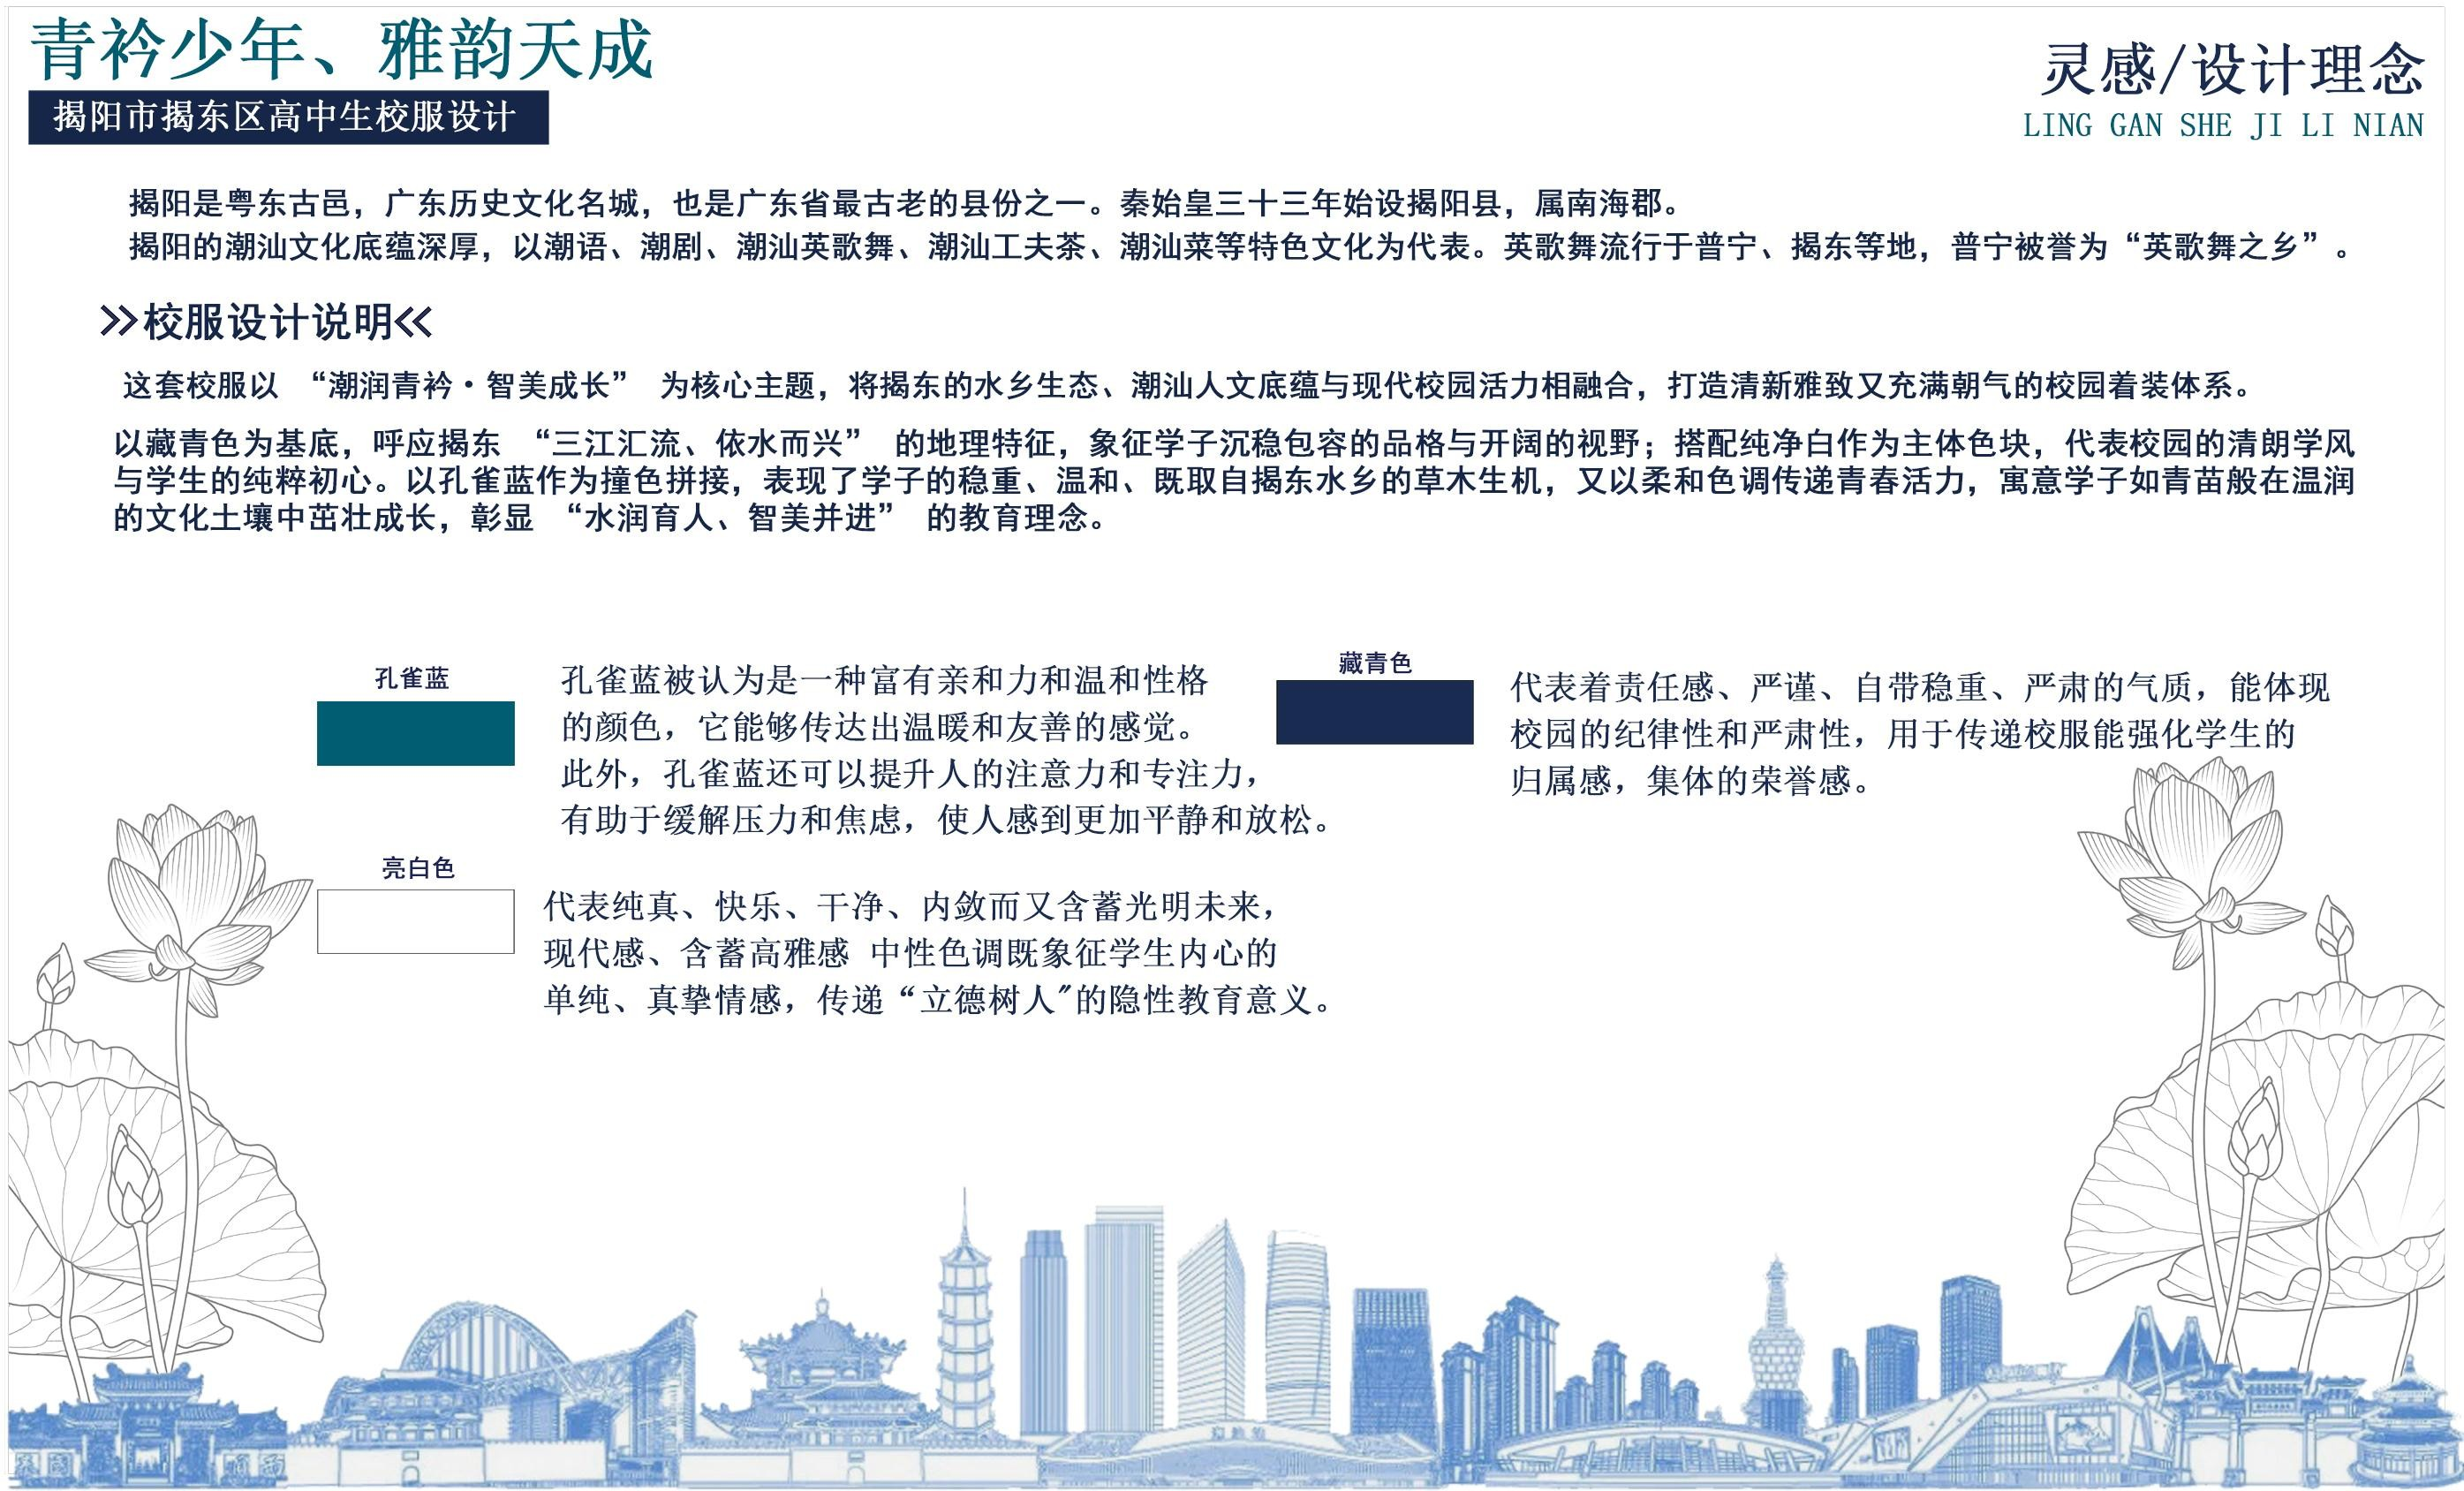 青衿少年、雅韵天成
揭阳市揭东区高中生校服设计
灵感/设计理念
LING GAN SHE JI LI NIAN
揭阳是粤东古邑，广东历史文化名城，也是广东省最古老的县份之一。秦始皇三十三年始设揭阳县，属南海郡。
揭阳的潮汕文化底蕴深厚，以潮语、潮剧、潮汕英歌舞、潮汕工夫茶、潮汕菜等特色文化为代表。英歌舞流行于普宁、揭东等地，普宁被誉为“英歌舞之乡”。
>>校服设计说明<<
这套校服以 “潮润青衿·智美成长” 为核心主题，将揭东的水乡生态、潮汕人文底蕴与现代校园活力相融合，打造清新雅致又充满朝气的校园着装体系。
以藏青色为基底，呼应揭东 “三江汇流、依水而兴” 的地理特征，象征学子沉稳包容的品格与开阔的视野；搭配纯净白作为主体色块，代表校园的清朗学风
与学生的纯粹初心。以孔雀蓝作为撞色拼接，表现了学子的稳重、温和、既取自揭东水乡的草木生机，又以柔和色调传递青春活力，寓意学子如青苗般在温润
的文化土壤中茁壮成长，彰显 “水润育人、智美并进” 的教育理念。
孔雀蓝
孔雀蓝被认为是一种富有亲和力和温和性格
的颜色，它能够传达出温暖和友善的感觉。
此外，孔雀蓝还可以提升人的注意力和专注力，
有助于缓解压力和焦虑，使人感到更加平静和放松。
藏青色
代表着责任感、严谨、自带稳重、严肃的气质，能体现
校园的纪律性和严肃性，用于传递校服能强化学生的
归属感，集体的荣誉感。
亮白色
代表纯真、快乐、干净、内敛而又含蓄光明未来，
现代感、含蓄高雅感 中性色调既象征学生内心的
单纯、真挚情感，传递“立德树人"的隐性教育意义。